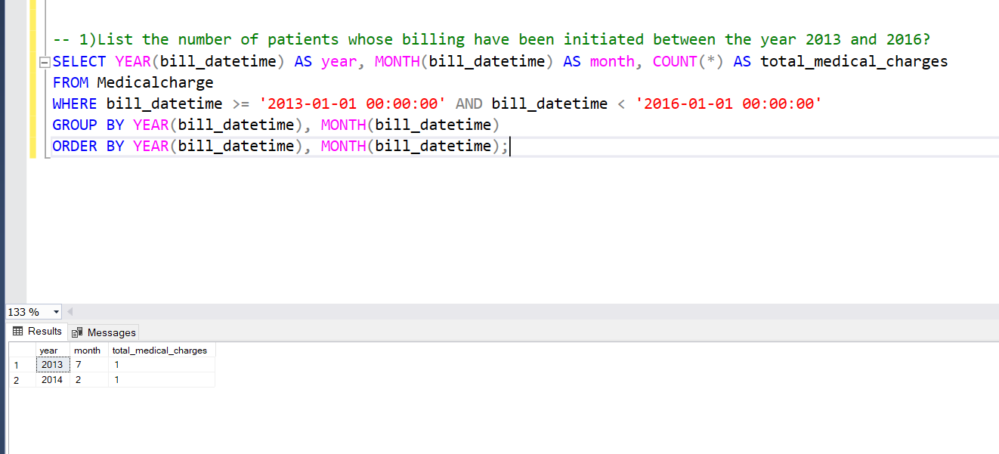 -- 1)List the number of patients whose billing have been initiated between the year 2013 and 2016?
SELECT YEAR(bill_datetime) AS year, MONTH(bill_datetime) AS month, COUNT(*) AS total_medical_charges
FROM Medicalcharge
WHERE bill_datetime >= '2013-01-01 00:00:00' AND bill_datetime < '2016-01-01 00:00:00'
GROUP BY YEAR(bill_datetime), MONTH(bill_datetime)
ORDER BY YEAR(bill_datetime), MONTH(bill_datetime);
133 %
Results Messages
year month total_medical_charges
1 2013 7 1
2 2014 2 1